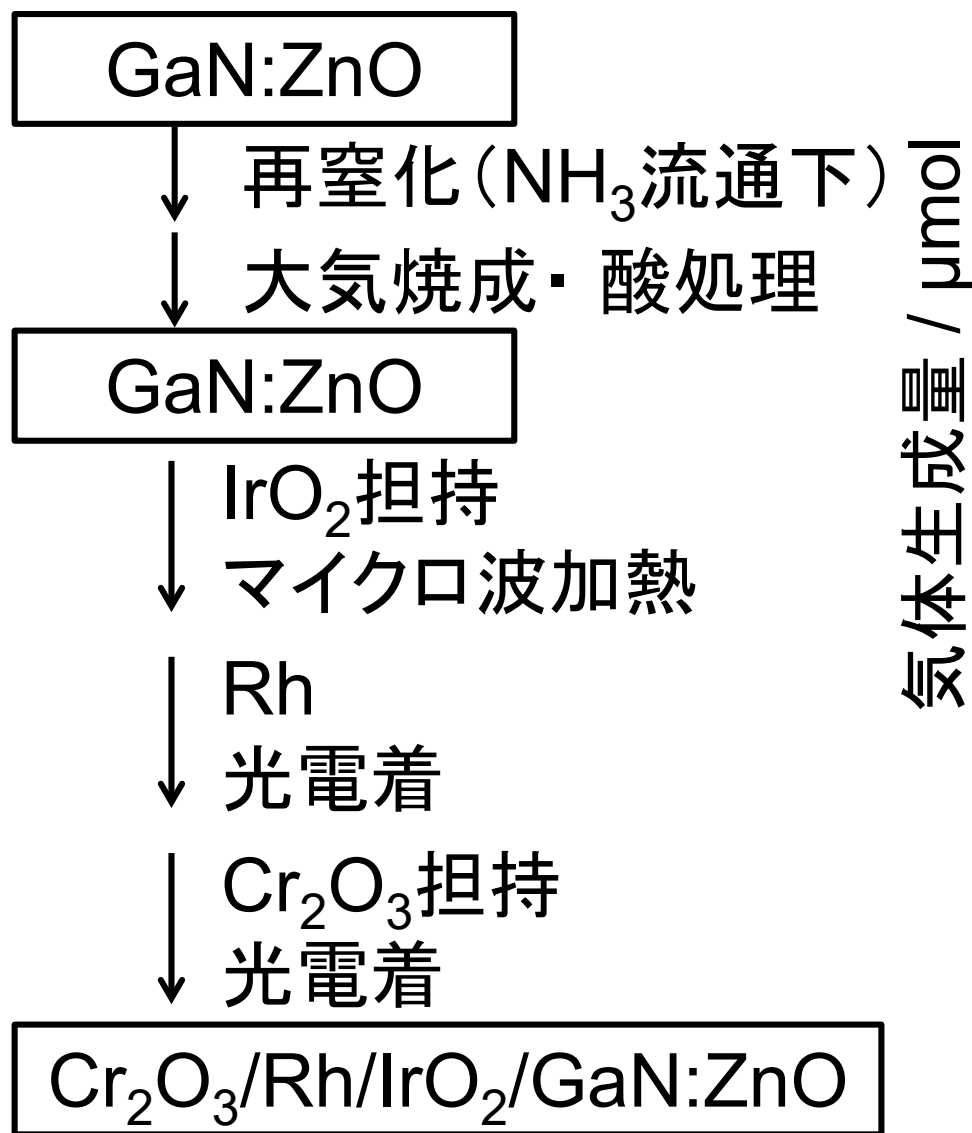 GaN:ZnO
再窒化(NH₃流通下)
大気焼成・酸処理
GaN:ZnO
IrO₂担持
マイクロ波加熱
Rh
光電着
Cr₂O₃担持
光電着
Cr₂O₃/Rh/IrO₂/GaN:ZnO
気体生成量 / μmol